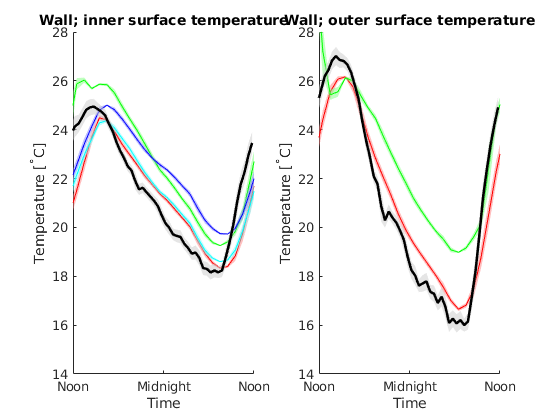 Wall; inner surface temperature
Wall; outer surface temperature
28
26
24
22
20
18
16
14
Temperature [˚C]
Noon
Midnight
Noon
Time
28
26
24
22
20
18
16
14
Temperature [˚C]
Noon
Midnight
Noon
Time